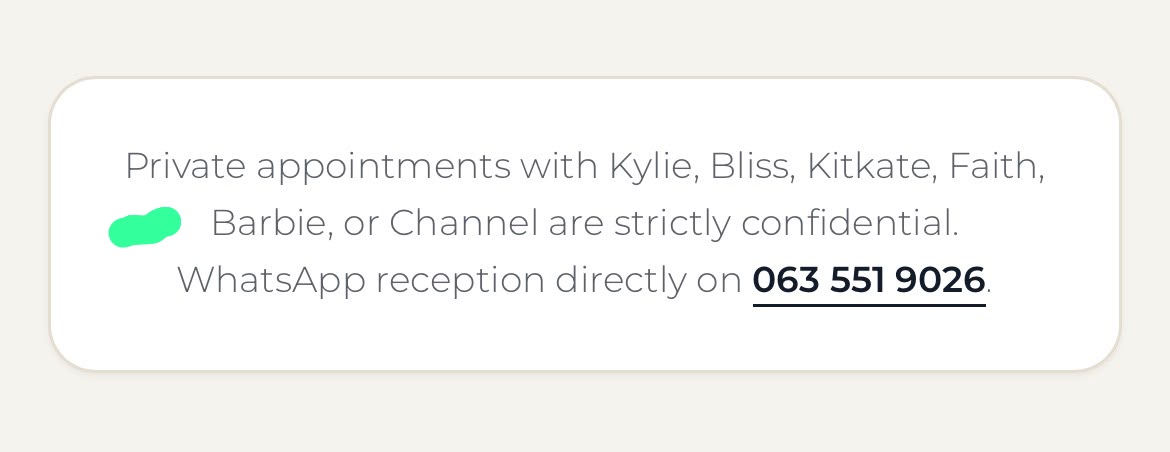 Private appointments with Kylie, Bliss, Kitkate, Faith,
Barbie, or Channel are strictly confidential.
WhatsApp reception directly on 063 551 9026.